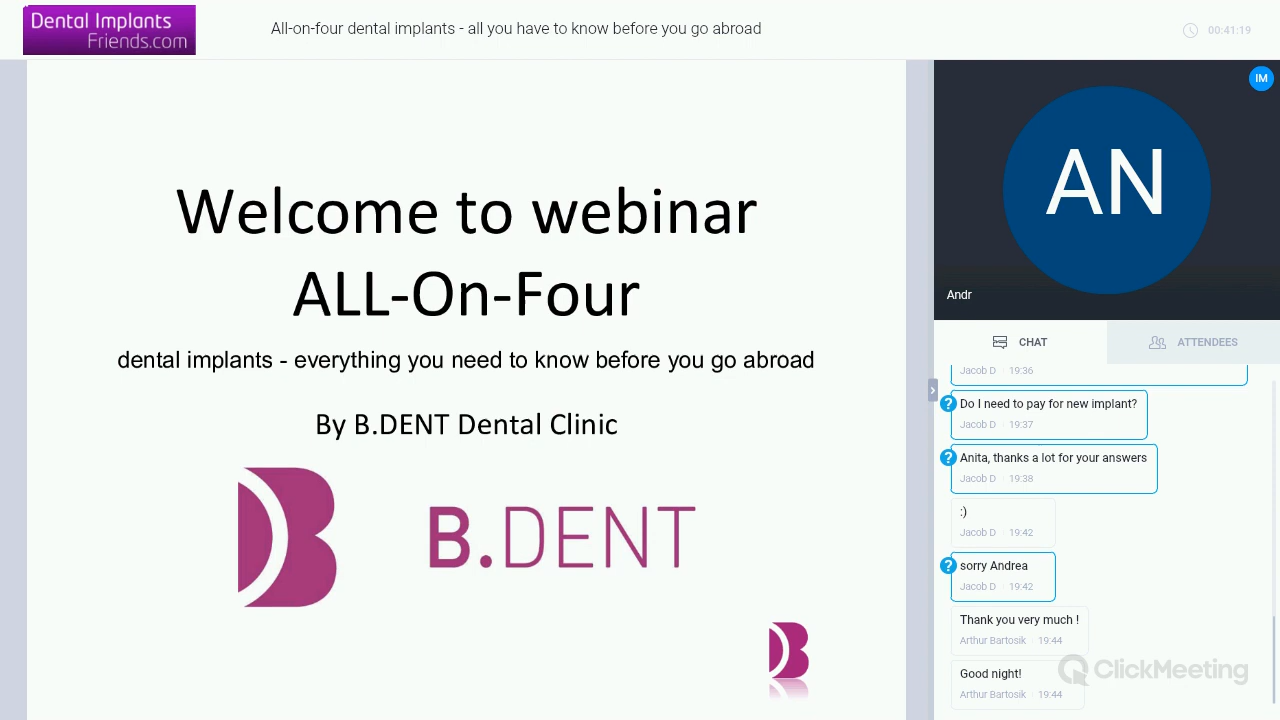 Dental Implants
Friends.com
All-on-four dental implants - all you have to know before you go abroad
00:41:19
Welcome to webinar
ALL-On-Four
dental implants - everything you need to know before you go abroad
By B.DENT Dental Clinic
B.DENT
IM
AN
Andr
CHAT
ATTENDEES
Jacob D 19:36
? Do I need to pay for new implant?
Jacob D 19:37
? Anita, thanks a lot for your answers
Jacob D 19:38
:)
Jacob D 19:42
? sorry Andrea
Jacob D 19:42
Thank you very much !
Arthur Bartosik 19:44
Good night!
Arthur Bartosik 19:44
ClickMeeting